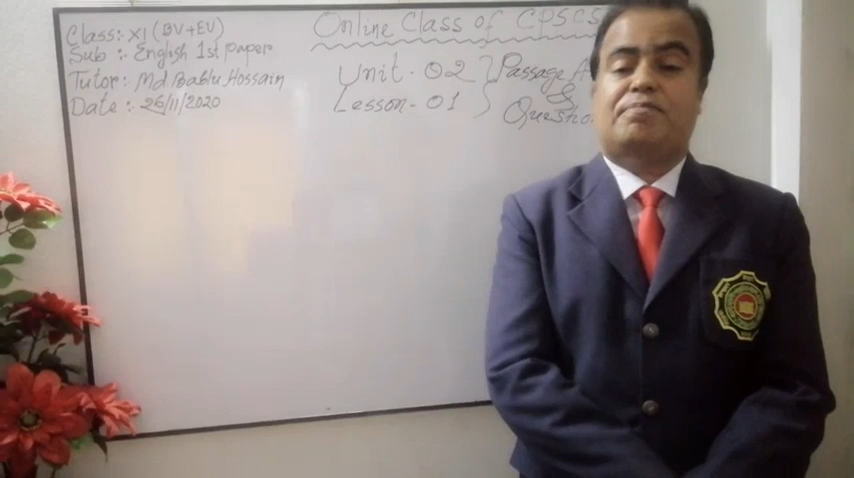 Class:- XI (BV+EV)
Sub :- English 1st paper
Tutor: Md Bablu Hossain
Date :- 26/11/2020
Online Class of CPSCS
Unit - 02 } Passage
Lesson - 01 } &